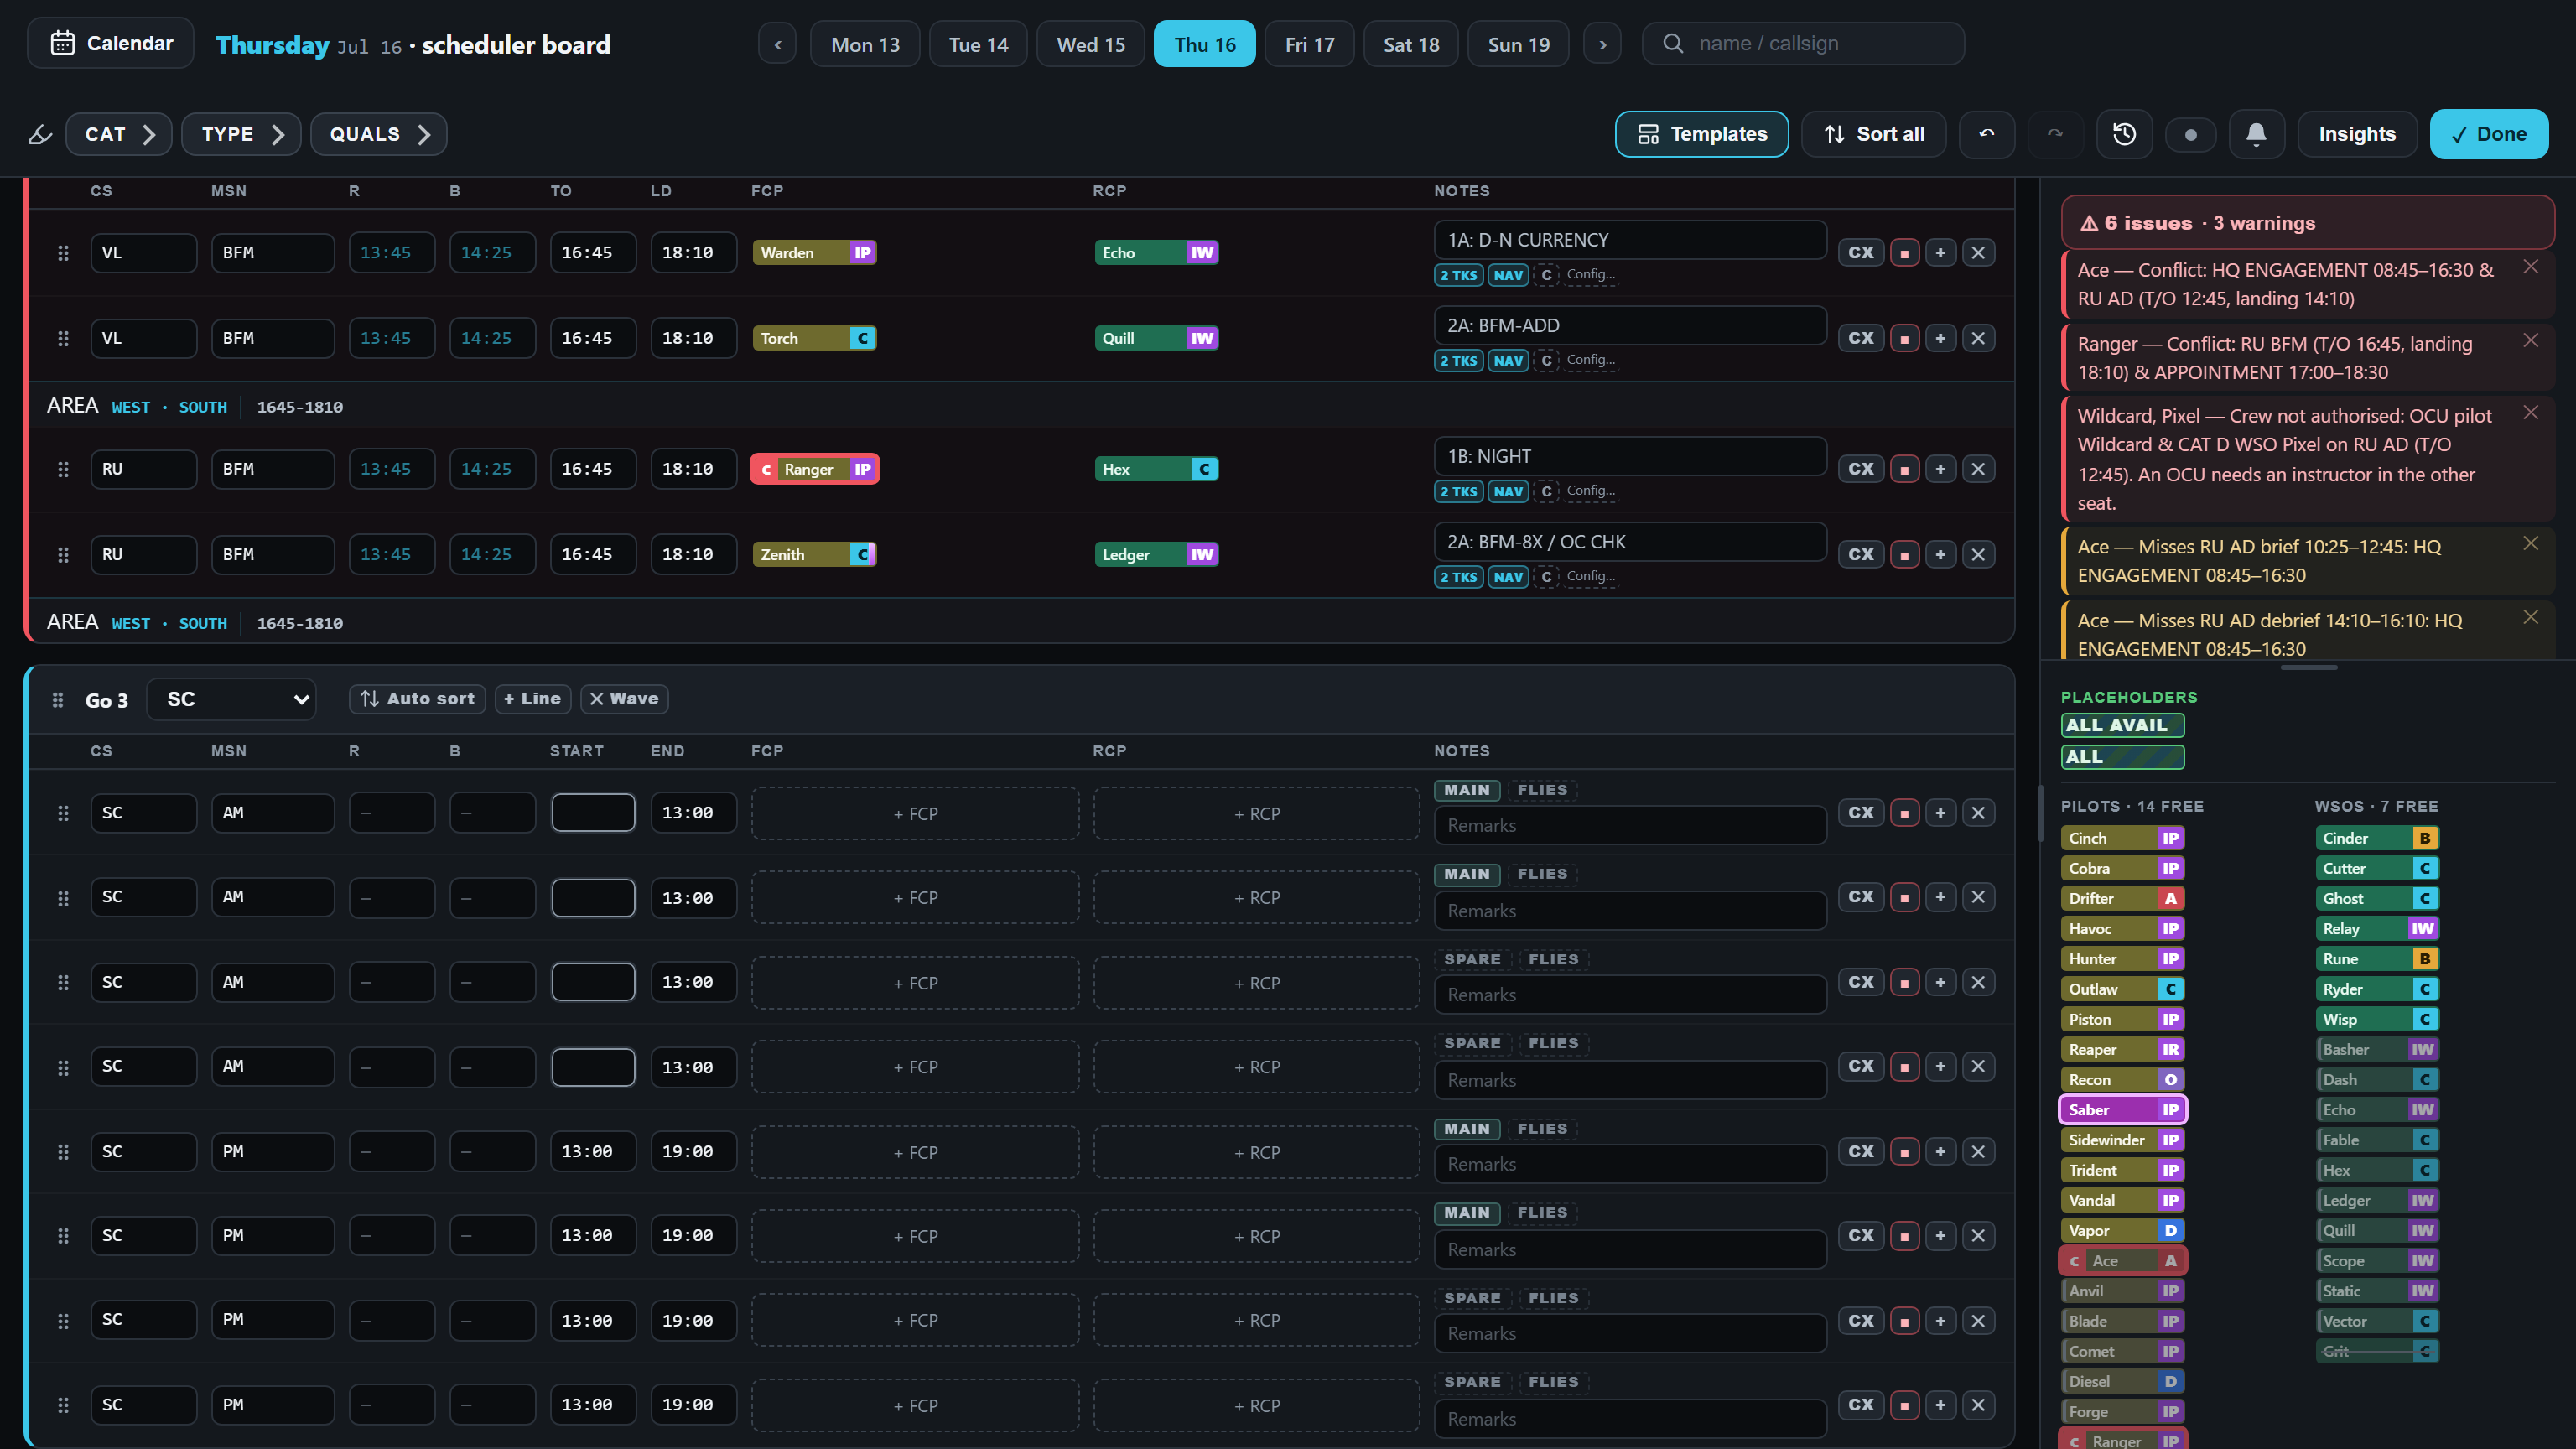 Calendar
Thursday Jul 16 · scheduler board
‹ Mon 13 Tue 14 Wed 15 Thu 16 Fri 17 Sat 18 Sun 19 ›
name / callsign
CAT TYPE QUALS
Templates Sort all Insights ✓ Done
CS MSN R B TO LD FCP RCP NOTES
VL BFM 13:45 14:25 16:45 18:10 Warden IP Echo IW 1A: D-N CURRENCY CX + ✕
2 TKS NAV C Config...
VL BFM 13:45 14:25 16:45 18:10 Torch C Quill IW 2A: BFM-ADD CX + ✕
2 TKS NAV C Config...
AREA WEST · SOUTH 1645-1810
RU BFM 13:45 14:25 16:45 18:10 C Ranger IP Hex C 1B: NIGHT CX + ✕
2 TKS NAV C Config...
RU BFM 13:45 14:25 16:45 18:10 Zenith C Ledger IW 2A: BFM-8X / OC CHK CX + ✕
2 TKS NAV C Config...
AREA WEST · SOUTH 1645-1810
Go 3 SC Auto sort + Line ✕ Wave
CS MSN R B START END FCP RCP NOTES
MAIN FLIES
SC AM – – 13:00 + FCP + RCP Remarks CX + ✕
MAIN FLIES
SC AM – – 13:00 + FCP + RCP Remarks CX + ✕
SPARE FLIES
SC AM – – 13:00 + FCP + RCP Remarks CX + ✕
SPARE FLIES
SC AM – – 13:00 + FCP + RCP Remarks CX + ✕
MAIN FLIES
SC PM – – 13:00 19:00 + FCP + RCP Remarks CX + ✕
MAIN FLIES
SC PM – – 13:00 19:00 + FCP + RCP Remarks CX + ✕
SPARE FLIES
SC PM – – 13:00 19:00 + FCP + RCP Remarks CX + ✕
SPARE FLIES
SC PM – – 13:00 19:00 + FCP + RCP Remarks CX + ✕
⚠ 6 issues · 3 warnings
Ace — Conflict: HQ ENGAGEMENT 08:45–16:30 &
RU AD (T/O 12:45, landing 14:10)
Ranger — Conflict: RU BFM (T/O 16:45, landing
18:10) & APPOINTMENT 17:00–18:30
Wildcard, Pixel — Crew not authorised: OCU pilot
Wildcard & CAT D WSO Pixel on RU AD (T/O
12:45). An OCU needs an instructor in the other
seat.
Ace — Misses RU AD brief 10:25–12:45: HQ
ENGAGEMENT 08:45–16:30
Ace — Misses RU AD debrief 14:10–16:10: HQ
ENGAGEMENT 08:45–16:30
PLACEHOLDERS
ALL AVAIL
ALL
PILOTS · 14 FREE
Cinch IP
Cobra IP
Drifter A
Havoc IP
Hunter IP
Outlaw C
Piston IP
Reaper IR
Recon O
Saber IP
Sidewinder IP
Trident IP
Vandal IP
Vapor D
C Ace A
Anvil IP
Blade IP
Comet IP
Diesel D
Forge IP
C Ranger IP
WSOS · 7 FREE
Cinder B
Cutter C
Ghost C
Relay IW
Rune B
Ryder C
Wisp C
Basher IW
Dash C
Echo IW
Fable C
Hex C
Ledger IW
Quill IW
Scope IW
Static IW
Vector C
Grit C